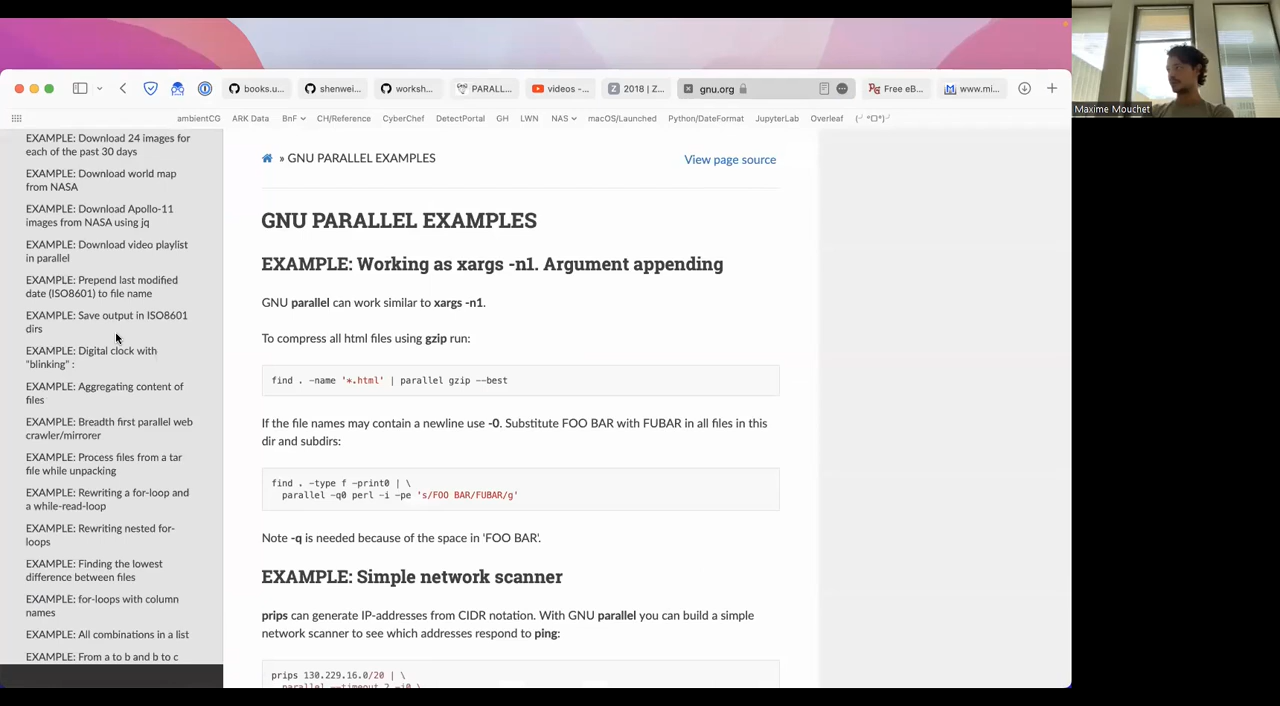 books.u...
shenwei...
worksh...
PARALL...
videos -...
2018 | Z...
gnu.org
Free eB...
www.mi...
ambientCG
ARK Data
BnF
CH/Reference
CyberChef
DetectPortal
GH
LWN
NAS
macOS/Launched
Python/DateFormat
JupyterLab
Overleaf
Maxime Mouchet
EXAMPLE: Download 24 images for
each of the past 30 days
EXAMPLE: Download world map
from NASA
EXAMPLE: Download Apollo-11
images from NASA using jq
EXAMPLE: Download video playlist
in parallel
EXAMPLE: Prepend last modified
date (ISO8601) to file name
EXAMPLE: Save output in ISO8601
dirs
EXAMPLE: Digital clock with
"blinking" :
EXAMPLE: Aggregating content of
files
EXAMPLE: Breadth first parallel web
crawler/mirrorer
EXAMPLE: Process files from a tar
file while unpacking
EXAMPLE: Rewriting a for-loop and
a while-read-loop
EXAMPLE: Rewriting nested for-
loops
EXAMPLE: Finding the lowest
difference between files
EXAMPLE: for-loops with column
names
EXAMPLE: All combinations in a list
EXAMPLE: From a to b and b to c
» GNU PARALLEL EXAMPLES
View page source
GNU PARALLEL EXAMPLES
EXAMPLE: Working as xargs -n1. Argument appending
GNU parallel can work similar to xargs -n1.
To compress all html files using gzip run:
find . -name '*.html' | parallel gzip --best
If the file names may contain a newline use -0. Substitute FOO BAR with FUBAR in all files in this
dir and subdirs:
find . -type f -print0 | \
parallel -q0 perl -i -pe 's/FOO BAR/FUBAR/g'
Note -q is needed because of the space in 'FOO BAR'.
EXAMPLE: Simple network scanner
prips can generate IP-addresses from CIDR notation. With GNU parallel you can build a simple
network scanner to see which addresses respond to ping:
prips 130.229.16.0/20 | \
parallel --timeout 2 -j0 \